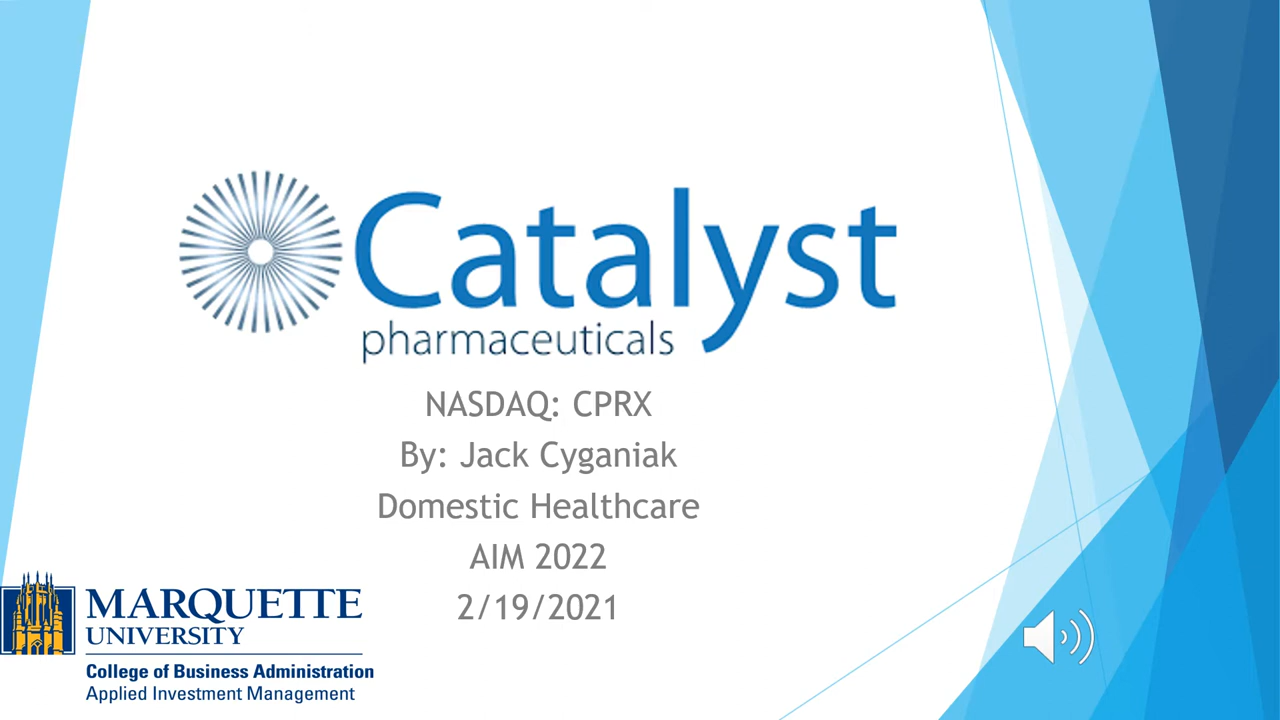 Catalyst
pharmaceuticals
NASDAQ: CPRX
By: Jack Cyganiak
Domestic Healthcare
AIM 2022
2/19/2021
MARQUETTE
UNIVERSITY
College of Business Administration
Applied Investment Management